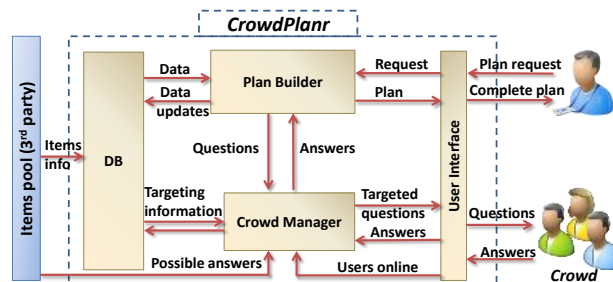 CrowdPlanr
Items pool (3rd party)
Items
info
DB
Data
Data
updates
Plan Builder
Request
Plan
Plan request
Complete plan
Questions
Answers
Targeting
information
Crowd Manager
Targeted
questions
Answers
User Interface
Questions
Answers
Crowd
Possible answers
Users online